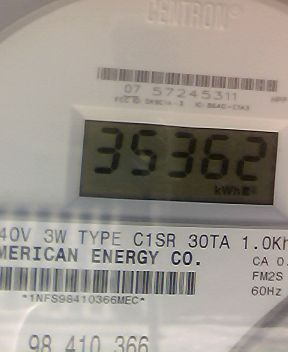 CENTRON®
07 57245311
35362
kWh
40V 3W TYPE C1SR 30TA 1.0Kh
MERICAN ENERGY CO.
CA 0.
FM2S
60Hz
*1NFS98410366MEC*
98 410 366